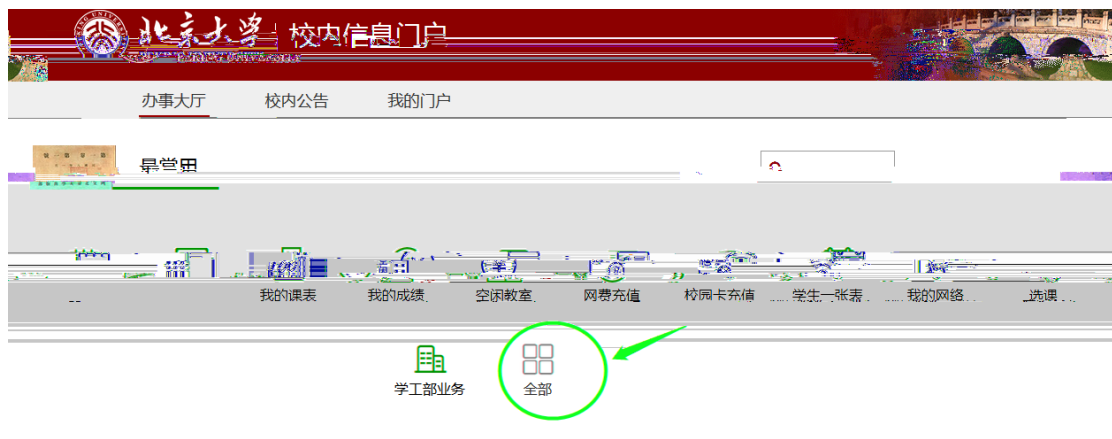 北京大学 校内信息门户
办事大厅 校内公告 我的门户
最常用
我的课表 我的成绩 空闲教室 网费充值 校园卡充值 学生一张表 我的网络 选课
学工部业务 全部